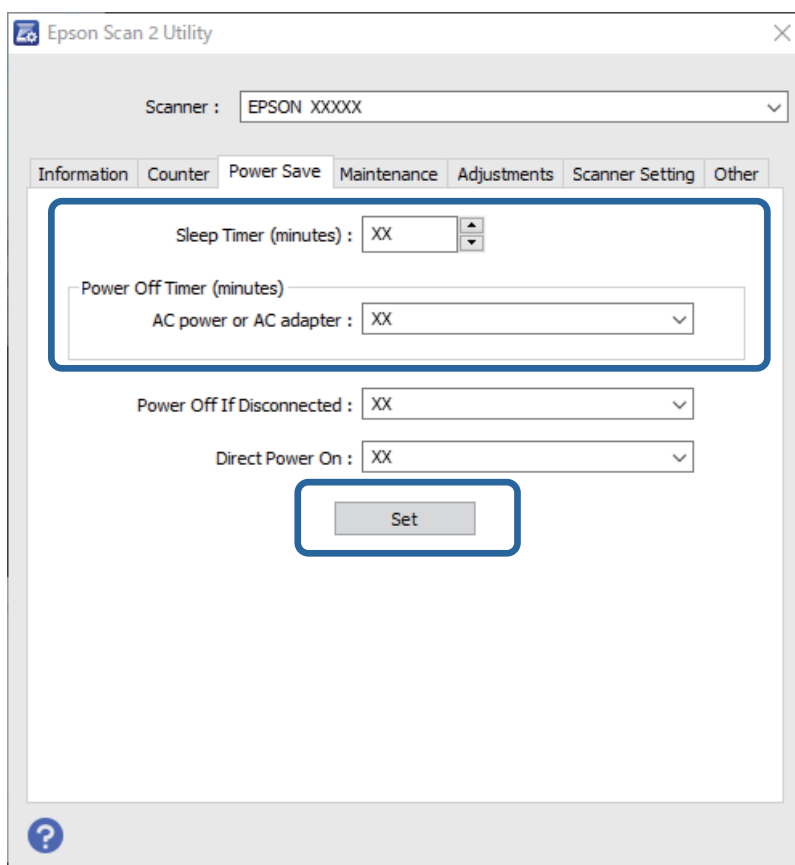 Epson Scan 2 Utility
Scanner : EPSON XXXXX
Information Counter Power Save Maintenance Adjustments Scanner Setting Other
Sleep Timer (minutes) : XX
Power Off Timer (minutes)
AC power or AC adapter : XX
Power Off If Disconnected : XX
Direct Power On : XX
Set
?